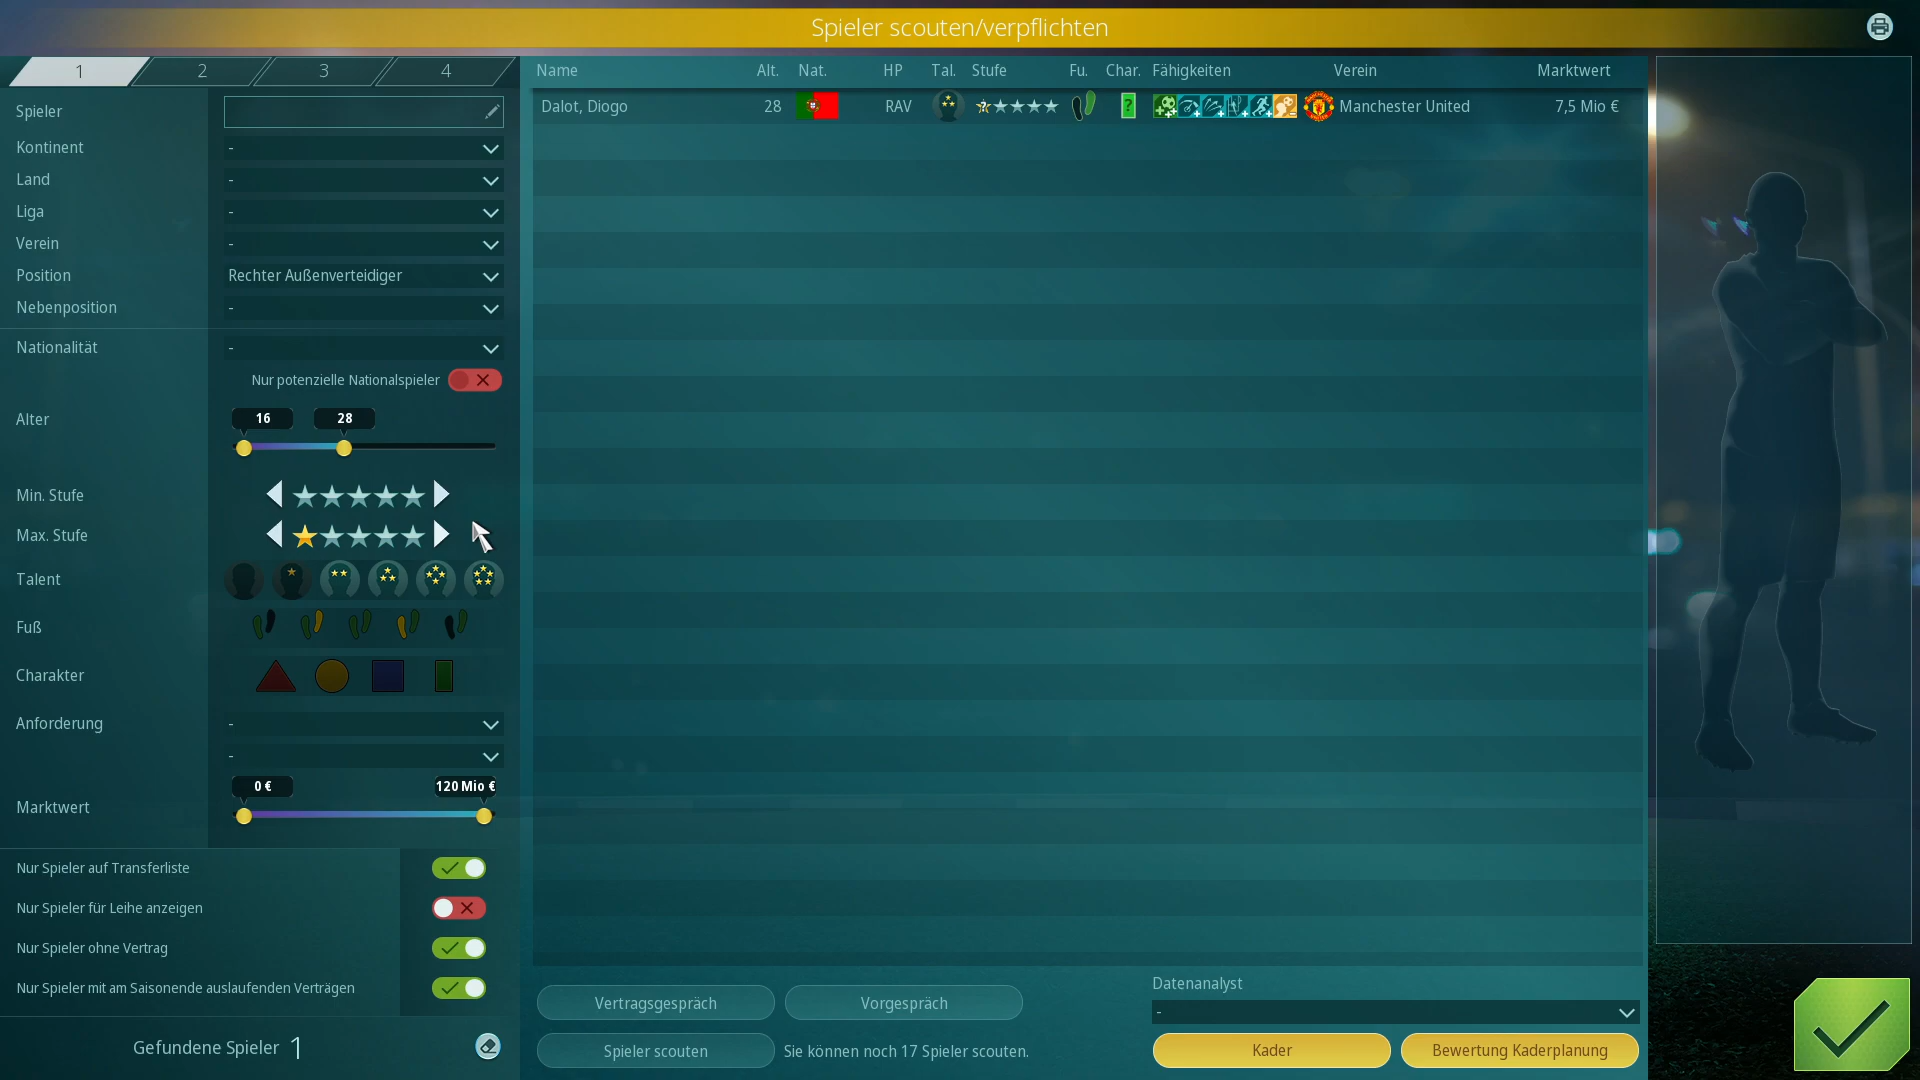 Spieler scouten/verpflichten
1 2 3 4
Name Alt. Nat. HP Tal. Stufe Fu. Char. Fähigkeiten Verein Marktwert
Dalot, Diogo 28 RAV ? ? Manchester United 7,5 Mio €
Spieler
Kontinent -
Land -
Liga -
Verein -
Position Rechter Außenverteidiger
Nebenposition -
Nationalität -
Nur potenzielle Nationalspieler
Alter 16 28
Min. Stufe
Max. Stufe
Talent
Fuß
Charakter
Anforderung -
-
Marktwert 0 € 120 Mio €
Nur Spieler auf Transferliste
Nur Spieler für Leihe anzeigen
Nur Spieler ohne Vertrag
Nur Spieler mit am Saisonende auslaufenden Verträgen
Gefundene Spieler 1
Vertragsgespräch Vorgespräch
Spieler scouten Sie können noch 17 Spieler scouten.
Datenanalyst
-
Kader Bewertung Kaderplanung